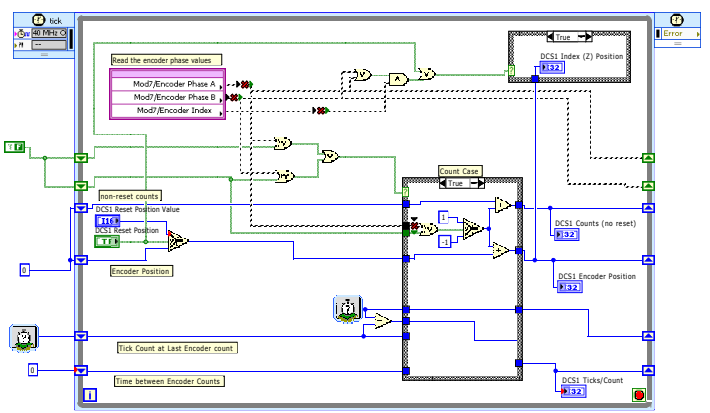 tick
40 MHz
Error
Read the encoder phase values
True
DCS1 Index (Z) Position
I32
Mod7/Encoder Phase A
Mod7/Encoder Phase B
Mod7/Encoder Index
TF
Count Case
True
non-reset counts
DCS1 Reset Position Value
I16
DCS1 Reset Position
TF
1
-1
DCS1 Counts (no reset)
I32
0
Encoder Position
DCS1 Encoder Position
I32
Tick Count at Last Encoder count
0
Time between Encoder Counts
DCS1 Ticks/Count
I32
i